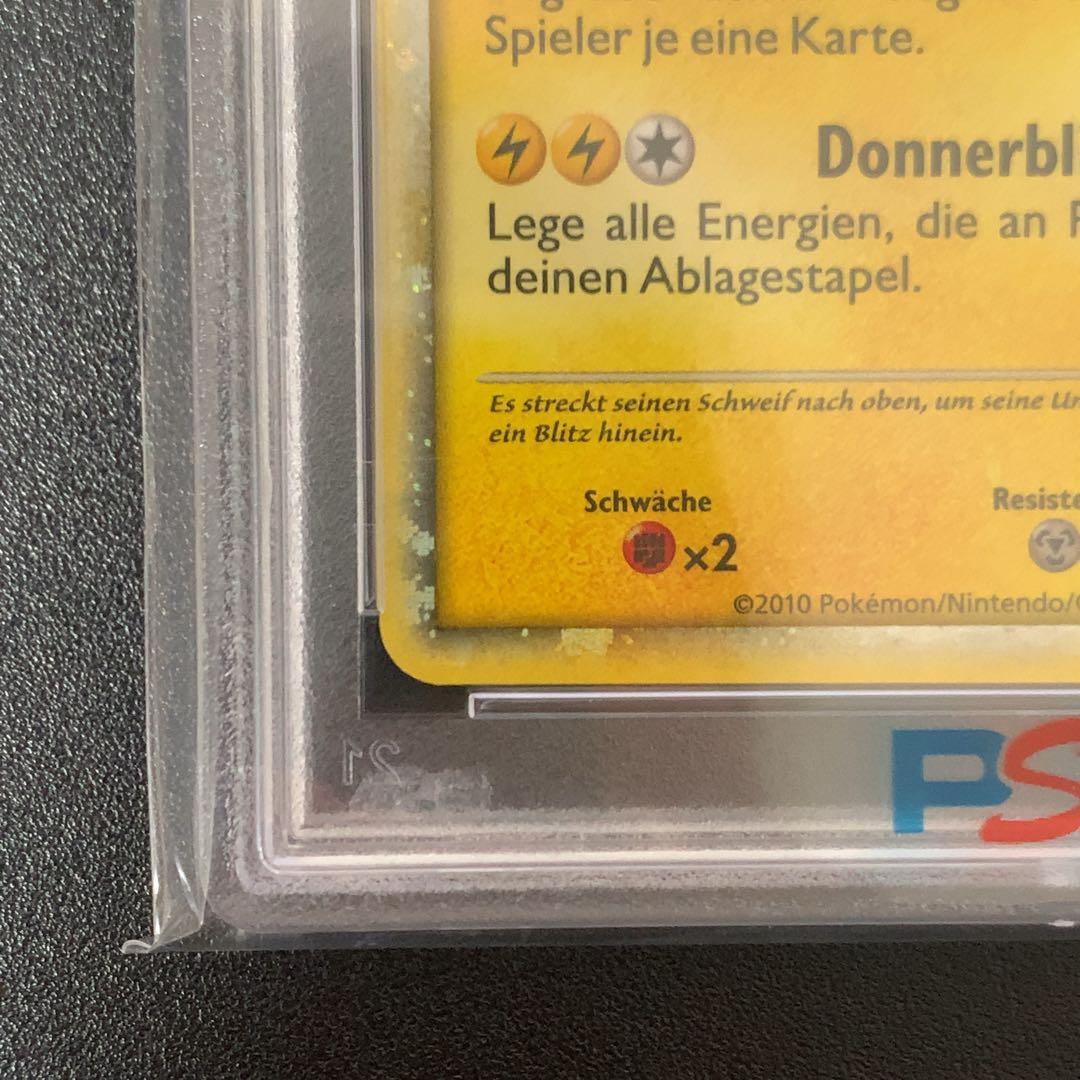 Spieler je eine Karte.
Donnerbl
Lege alle Energien, die an
deinen Ablagestapel.
Es streckt seinen Schweif nach oben, um seine
ein Blitz hinein.
Schwäche
Resiste
×2
©2010 Pokémon/Nintendo/
PS
21